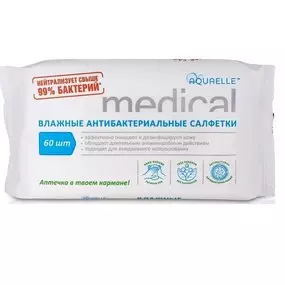 НЕЙТРАЛИЗУЕТ СВЫШЕ
99% БАКТЕРИЙ
AQUAELLE
medical
ВЛАЖНЫЕ АНТИБАКТЕРИАЛЬНЫЕ САЛФЕТКИ
60 шт
эффективно очищают и дезинфицируют кожу
обладают длительным антимикробным действием
подходят для ежедневного использования
Аптечка в твоем кармане!